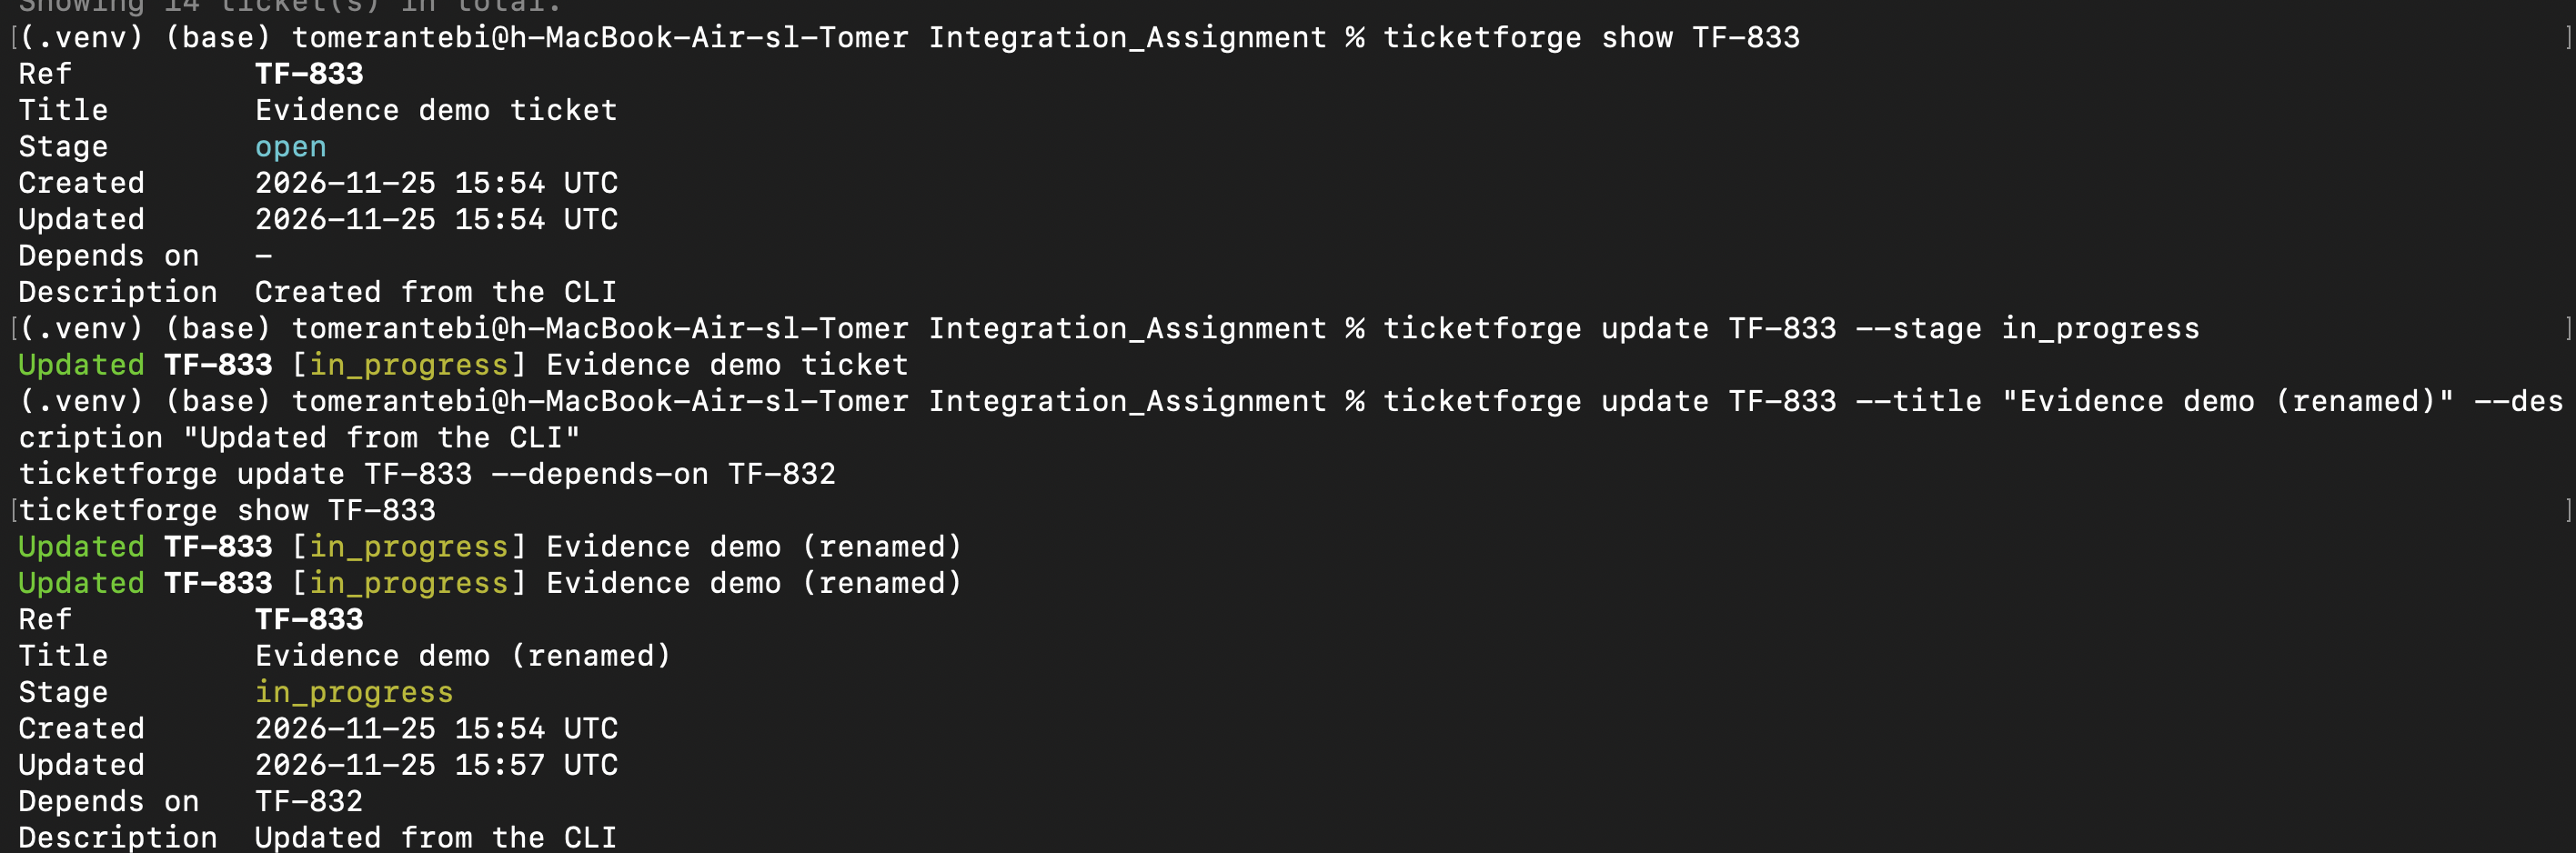 Showing 14 ticket(s) in total.
[(.venv) (base) tomerantebi@h-MacBook-Air-sl-Tomer Integration_Assignment % ticketforge show TF-833 ]
Ref TF-833
Title Evidence demo ticket
Stage open
Created 2026-11-25 15:54 UTC
Updated 2026-11-25 15:54 UTC
Depends on -
Description Created from the CLI
[(.venv) (base) tomerantebi@h-MacBook-Air-sl-Tomer Integration_Assignment % ticketforge update TF-833 --stage in_progress ]
Updated TF-833 [in_progress] Evidence demo ticket
(.venv) (base) tomerantebi@h-MacBook-Air-sl-Tomer Integration_Assignment % ticketforge update TF-833 --title "Evidence demo (renamed)" --des
cription "Updated from the CLI"
ticketforge update TF-833 --depends-on TF-832
[ticketforge show TF-833 ]
Updated TF-833 [in_progress] Evidence demo (renamed)
Updated TF-833 [in_progress] Evidence demo (renamed)
Ref TF-833
Title Evidence demo (renamed)
Stage in_progress
Created 2026-11-25 15:54 UTC
Updated 2026-11-25 15:57 UTC
Depends on TF-832
Description Updated from the CLI